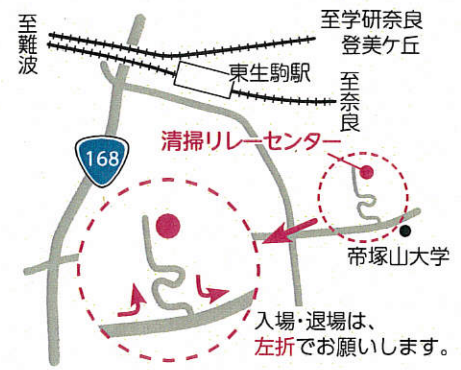 至難波
至学研奈良
登美ケ丘
東生駒駅
至奈良
168
清掃リレーセンター
帝塚山大学
入場・退場は、
左折でお願いします。